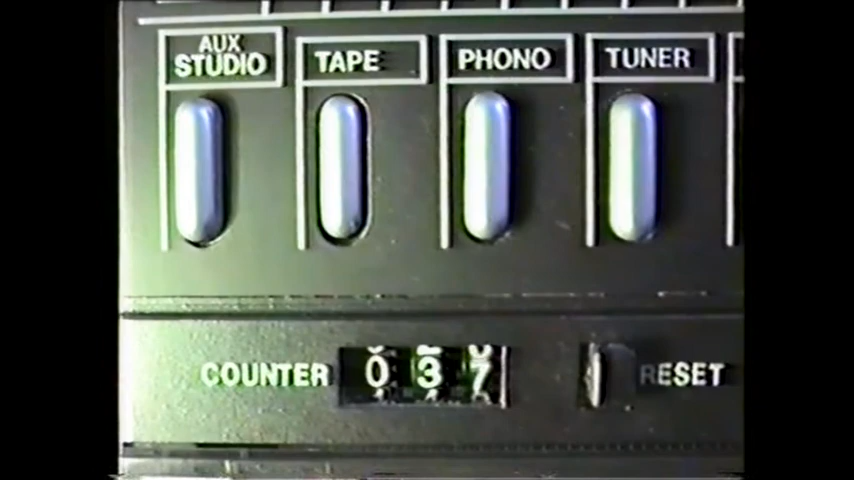 AUX
STUDIO
TAPE
PHONO
TUNER
COUNTER
037
RESET